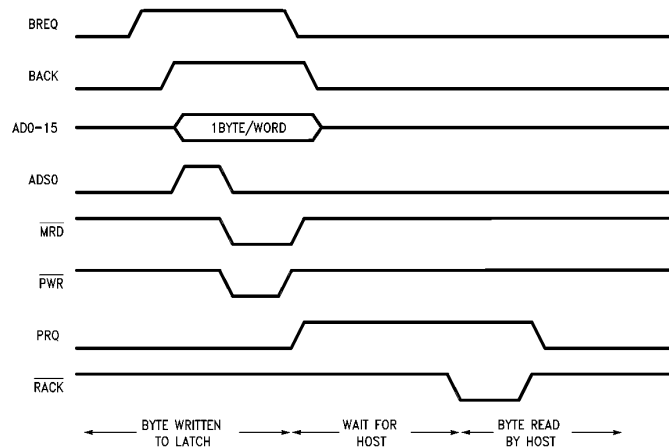 BREQ
BACK
AD0-15
1BYTE/WORD
ADS0
MRD
PWR
PRQ
RACK
BYTE WRITTEN
TO LATCH
WAIT FOR
HOST
BYTE READ
BY HOST